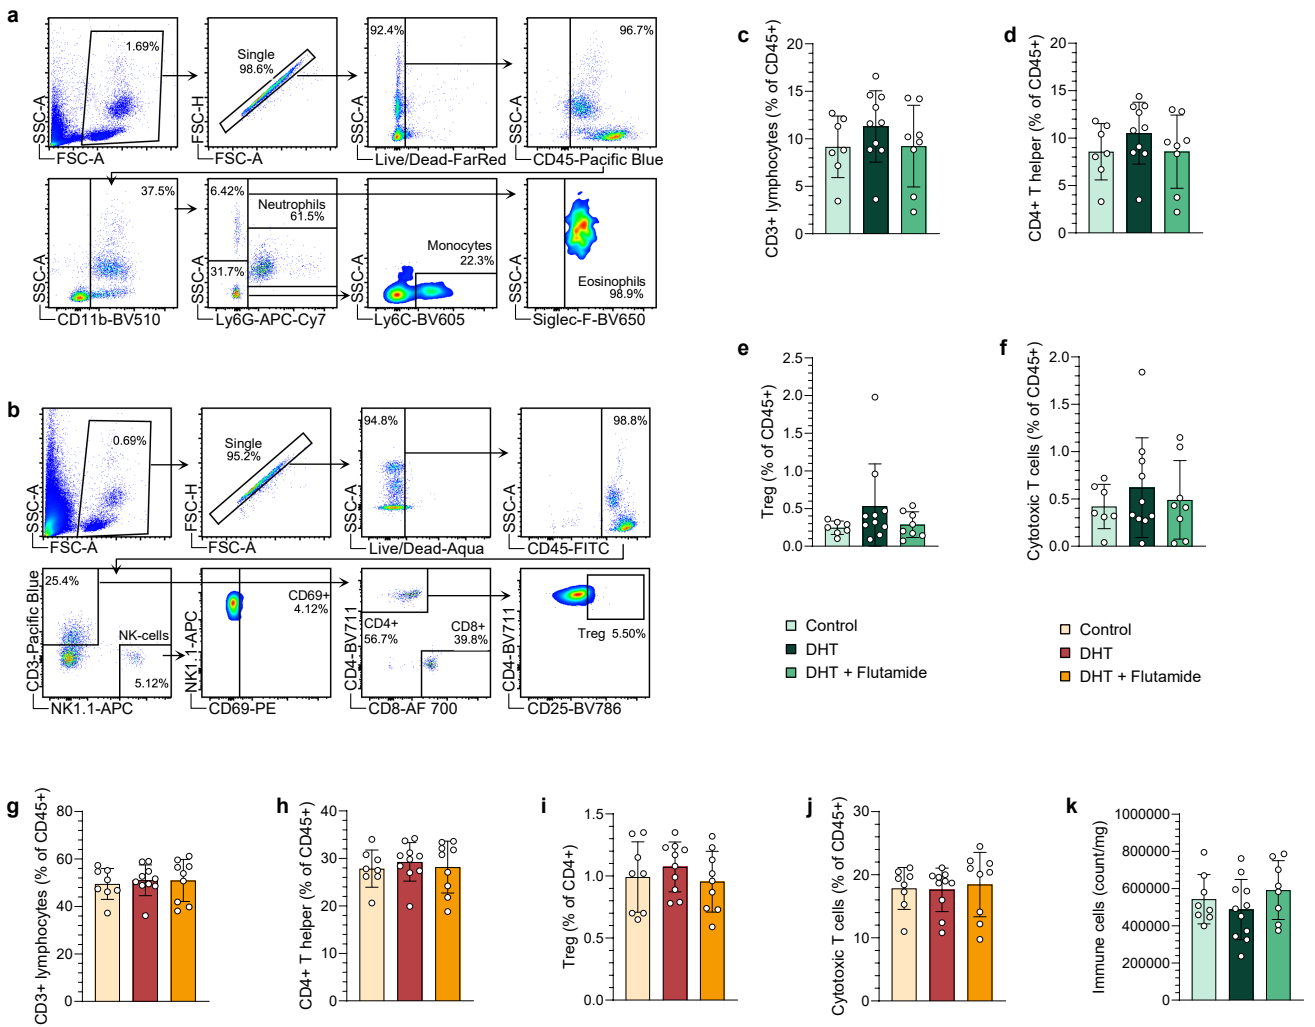 a
1.69%
SSC-A
FSC-A
Single
98.6%
FSC-H
FSC-A
92.4%
SSC-A
Live/Dead-FarRed
96.7%
SSC-A
CD45-Pacific Blue
37.5%
SSC-A
CD11b-BV510
6.42%
Neutrophils
61.5%
31.7%
SSC-A
Ly6G-APC-Cy7
Monocytes
22.3%
SSC-A
Ly6C-BV605
Eosinophils
98.9%
SSC-A
Siglec-F-BV650
b
0.69%
SSC-A
FSC-A
Single
95.2%
FSC-H
FSC-A
94.8%
SSC-A
Live/Dead-Aqua
98.8%
SSC-A
CD45-FITC
25.4%
NK-cells
5.12%
CD3-Pacific Blue
NK1.1-APC
CD69+
4.12%
NK1.1-APC
CD69-PE
CD4+
56.7%
CD8+
39.8%
CD4-BV711
CD8-AF 700
Treg 5.50%
CD4-BV711
CD25-BV786
c
CD3+ lymphocytes (% of CD45+)
20
15
10
5
0
d
CD4+ T helper (% of CD45+)
20
15
10
5
0
e
Treg (% of CD45+)
2.5
2.0
1.5
1.0
0.5
0.0
f
Cytotoxic T cells (% of CD45+)
2.0
1.5
1.0
0.5
0.0
Control
DHT
DHT + Flutamide
Control
DHT
DHT + Flutamide
g
CD3+ lymphocytes (% of CD45+)
80
60
40
20
0
h
CD4+ T helper (% of CD45+)
40
30
20
10
0
i
Treg (% of CD4+)
1.5
1.0
0.5
0.0
j
Cytotoxic T cells (% of CD45+)
30
20
10
0
k
Immune cells (count/mg)
1000000
800000
600000
400000
200000
0